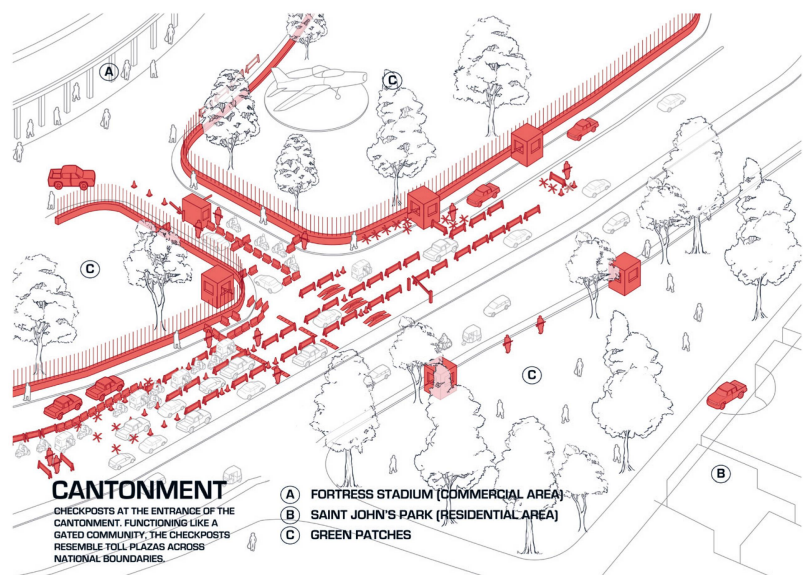 A
C
C
C
B
CANTONMENT
CHECKPOSTS AT THE ENTRANCE OF THE
CANTONMENT. FUNCTIONING LIKE A
GATED COMMUNITY, THE CHECKPOSTS
RESEMBLE TOLL PLAZAS ACROSS
NATIONAL BOUNDARIES.
A FORTRESS STADIUM (COMMERCIAL AREA)
B SAINT JOHN'S PARK (RESIDENTIAL AREA)
C GREEN PATCHES